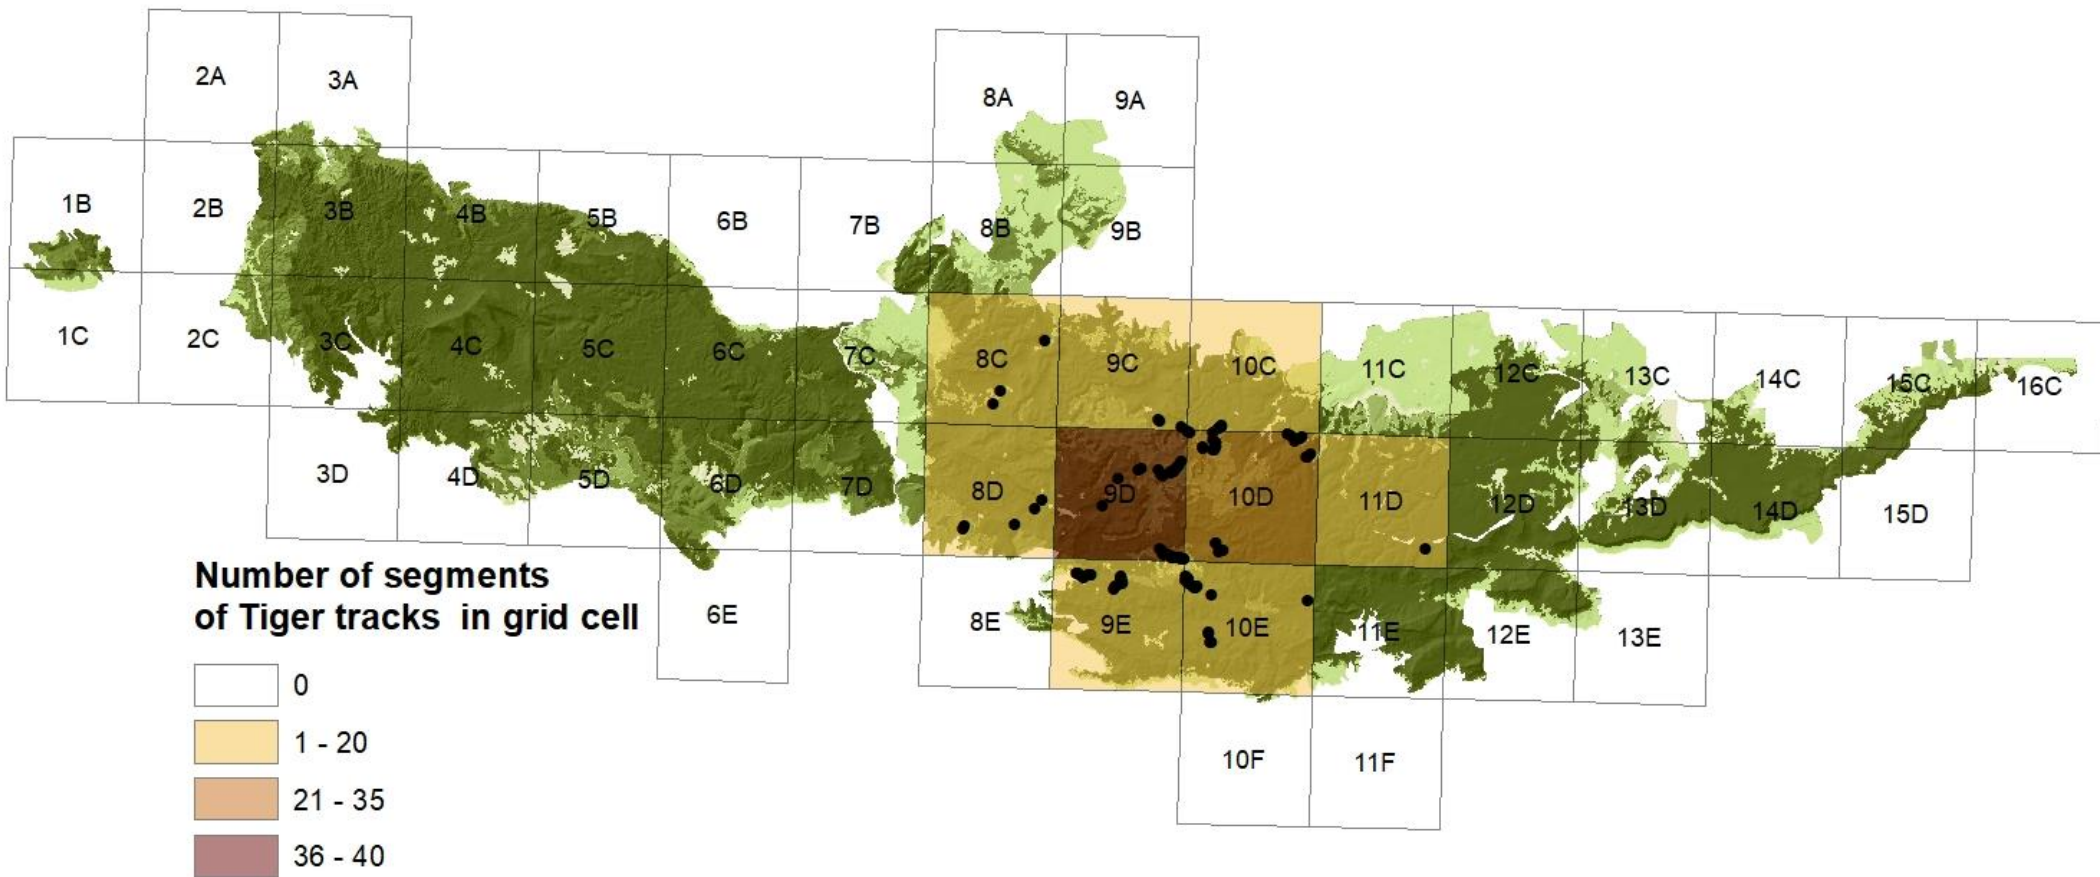 2A 3A 8A 9A
1B 2B 3B 4B 5B 6B 7B 8B 9B
1C 2C 3C 4C 5C 6C 7C 8C 9C 10C 11C 12C 13C 14C 15C 16C
3D 4D 5D 6D 7D 8D 9D 10D 11D 12D 13D 14D 15D
6E 8E 9E 10E 11E 12E 13E
10F 11F
Number of segments
of Tiger tracks in grid cell
0
1 - 20
21 - 35
36 - 40